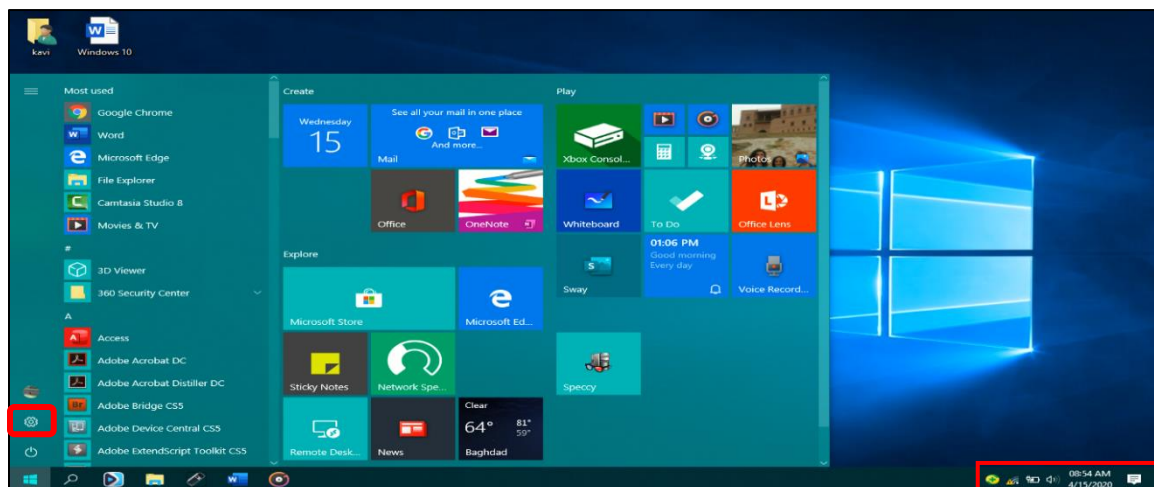 kavi
Windows 10
Most used
Google Chrome
W Word
Microsoft Edge
File Explorer
Camtasia Studio 8
Movies & TV
#
3D Viewer
360 Security Center
A
Access
Adobe Acrobat DC
Adobe Acrobat Distiller DC
Br Adobe Bridge CS5
Adobe Device Central CS5
Adobe ExtendScript Toolkit CS5
Create
Wednesday
15
See all your mail in one place
And more...
Mail
Office
OneNote
Explore
Microsoft Store
Microsoft Ed...
Sticky Notes
Network Spe...
Remote Desk...
News
Clear
64° 81°
59°
Baghdad
Play
Xbox Consol...
Photos
Whiteboard
To Do
Office Lens
Sway
01:06 PM
Good morning
Every day
Voice Record...
Speccy
08:54 AM
4/15/2020